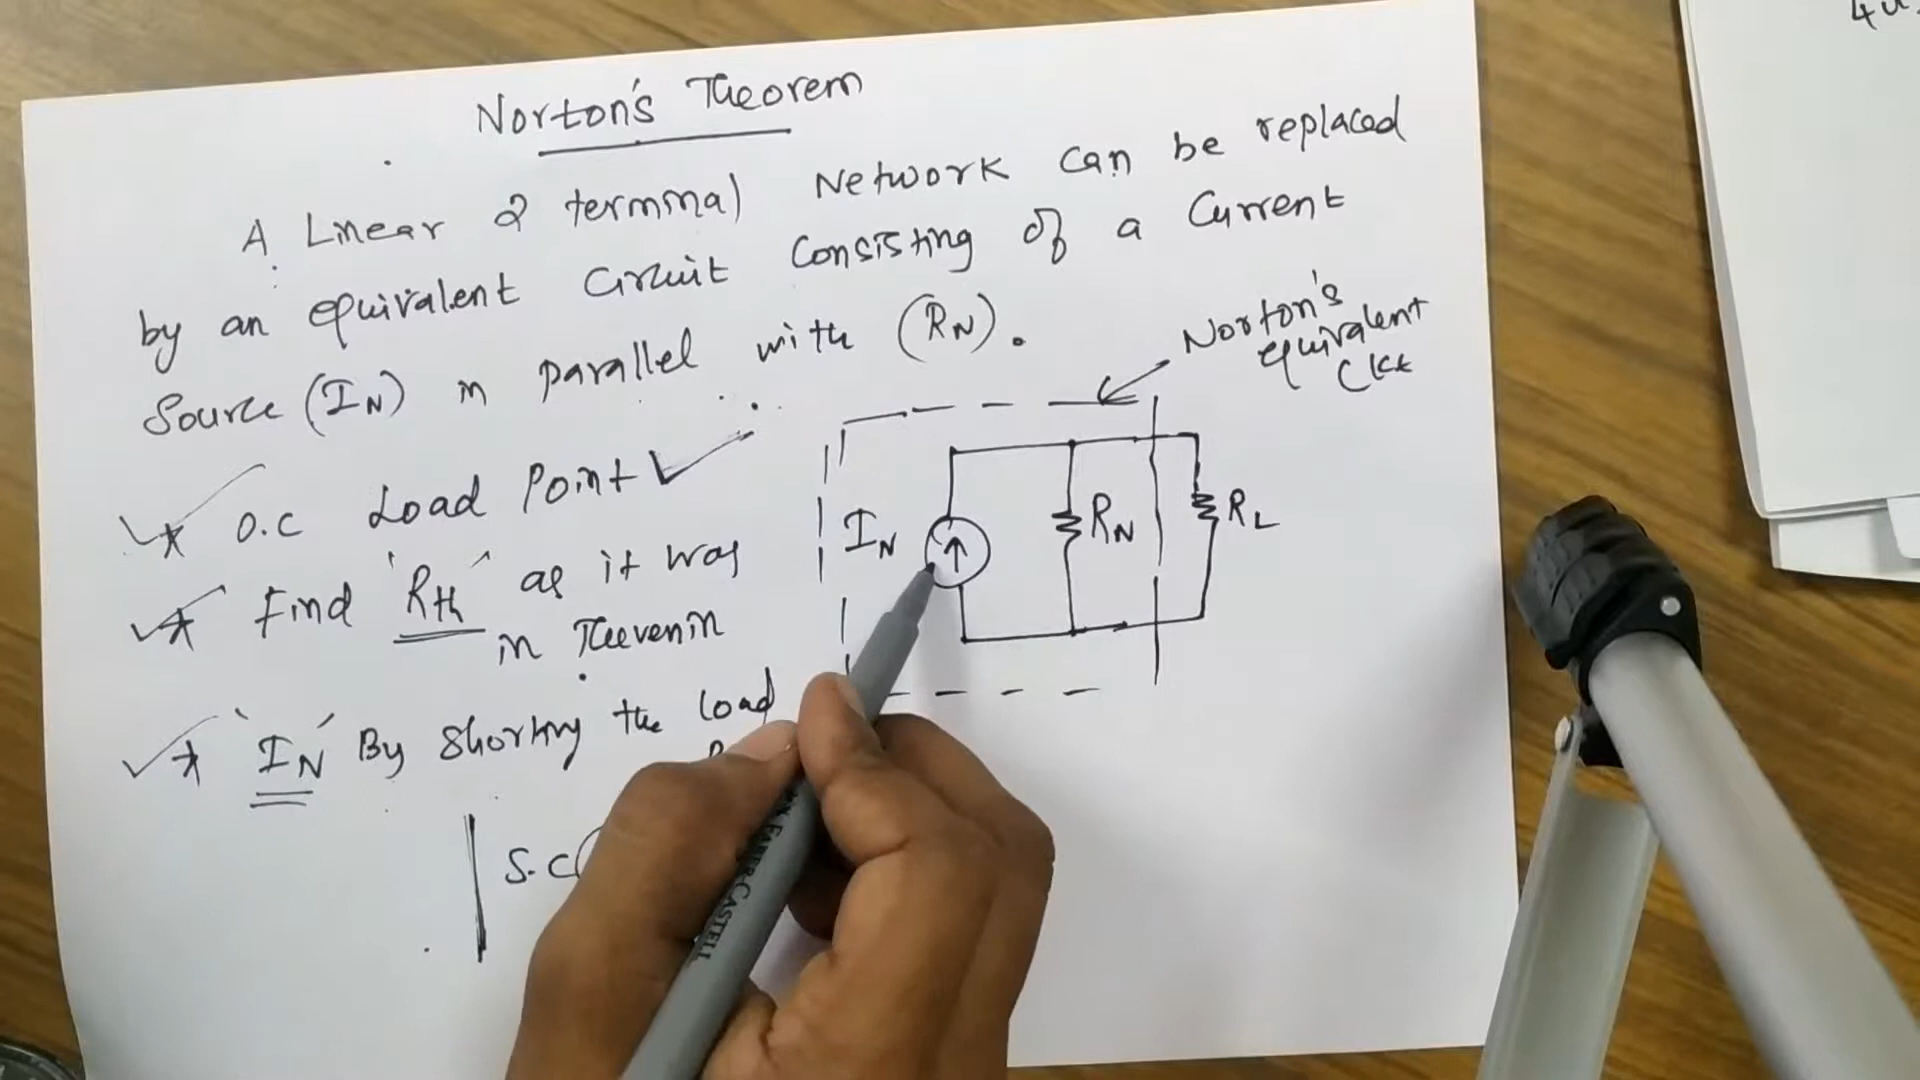 Norton's Theorem
A Linear 2 terminal Network can be replaced
by an equivalent Circuit Consisting of a Current
Source (IN) in parallel with (RN).
Norton's
equivalent
Ckt
* O.C Load Point
* Find 'Rth' as it was
in Thevenin
* 'IN' By Shorting the load
S.C
IN
RN
RL
FABER-CASTELL